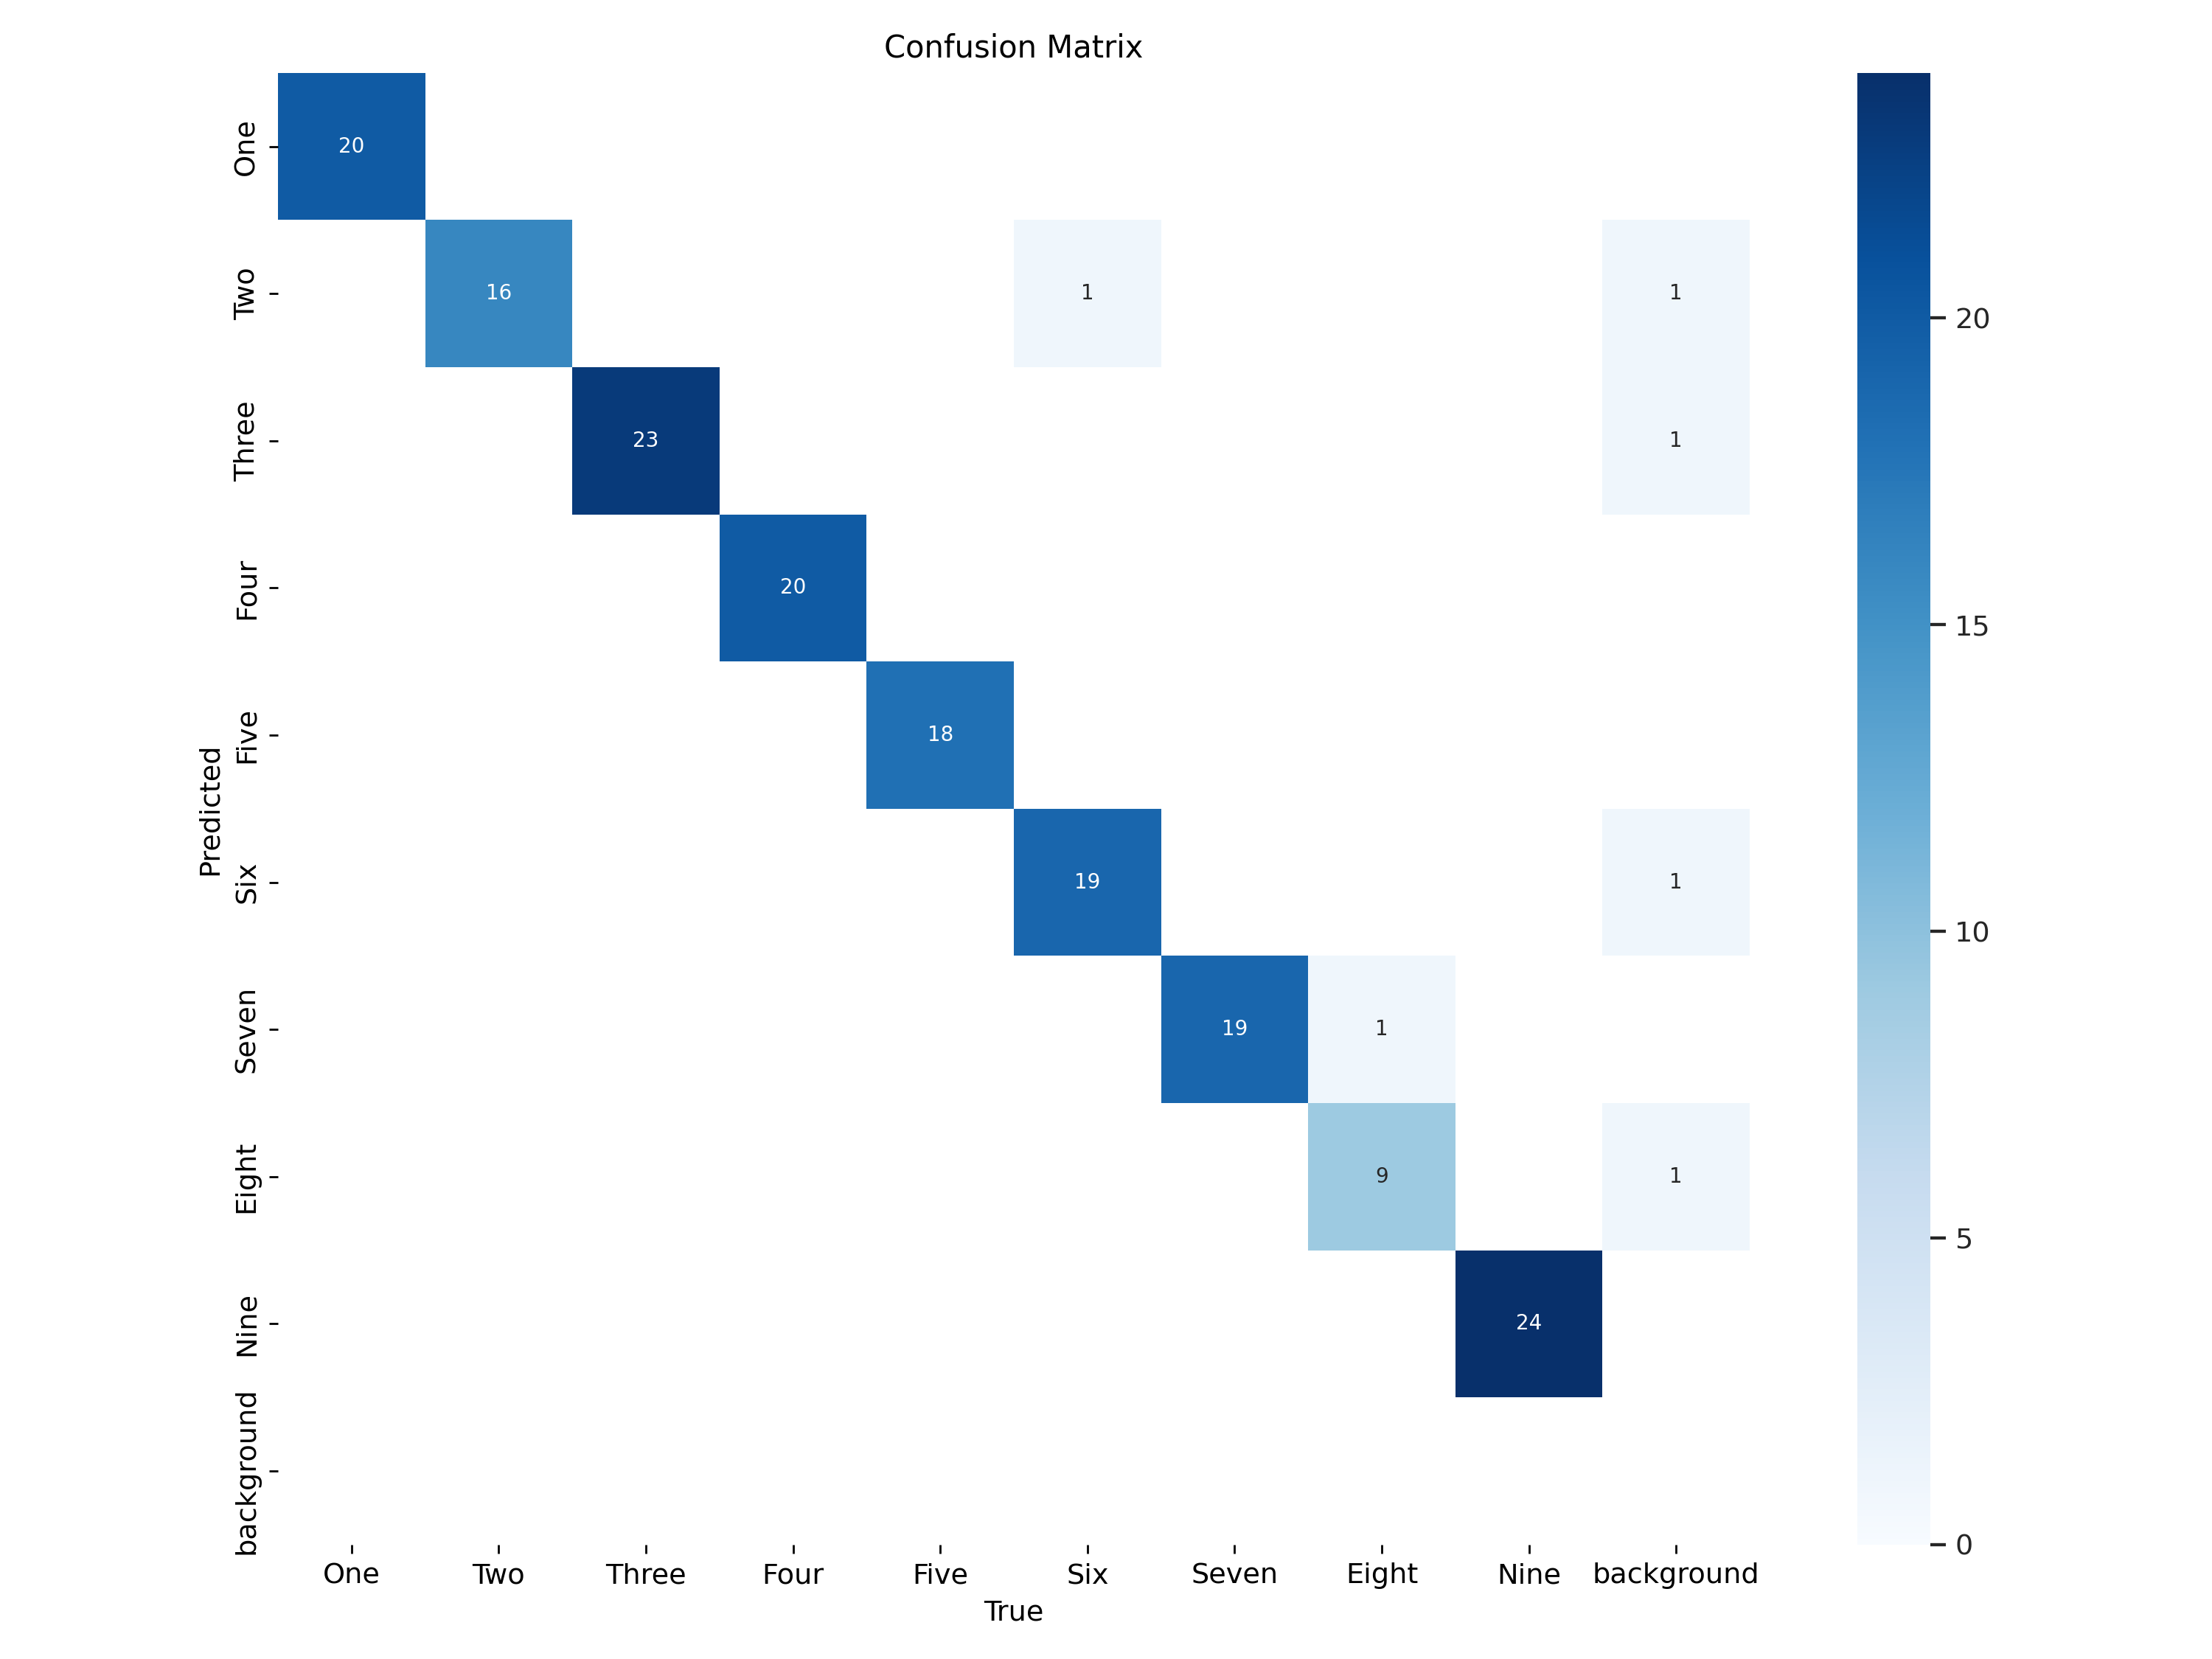 Confusion Matrix
One
20
Two
16
1
1
20
Three
23
1
Four
20
15
Five
18
Predicted
Six
19
1
10
Seven
19
1
Eight
9
1
5
Nine
24
background
0
One Two Three Four Five Six Seven Eight Nine background
True